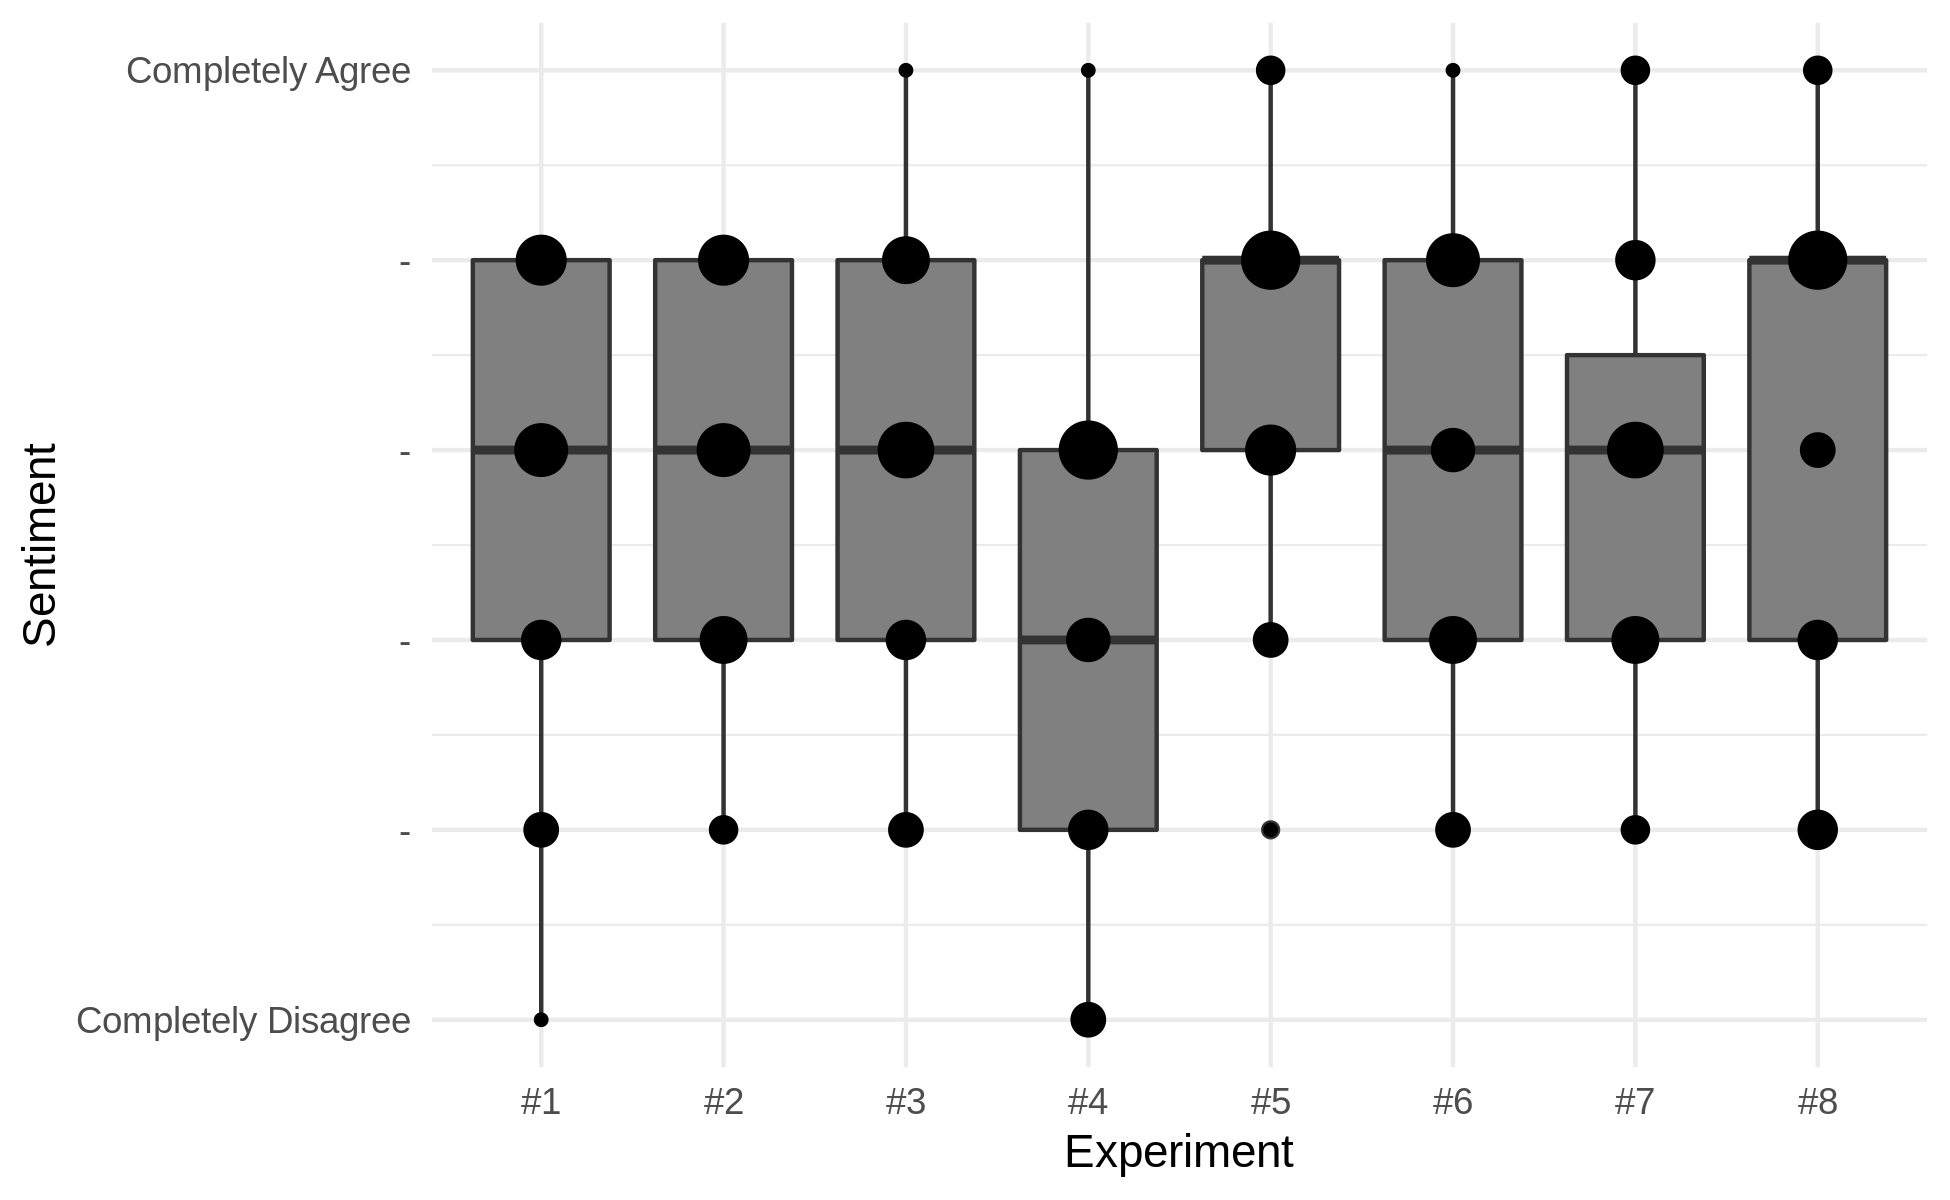 Completely Agree
-
-
-
-
Completely Disagree
Sentiment
#1 #2 #3 #4 #5 #6 #7 #8
Experiment